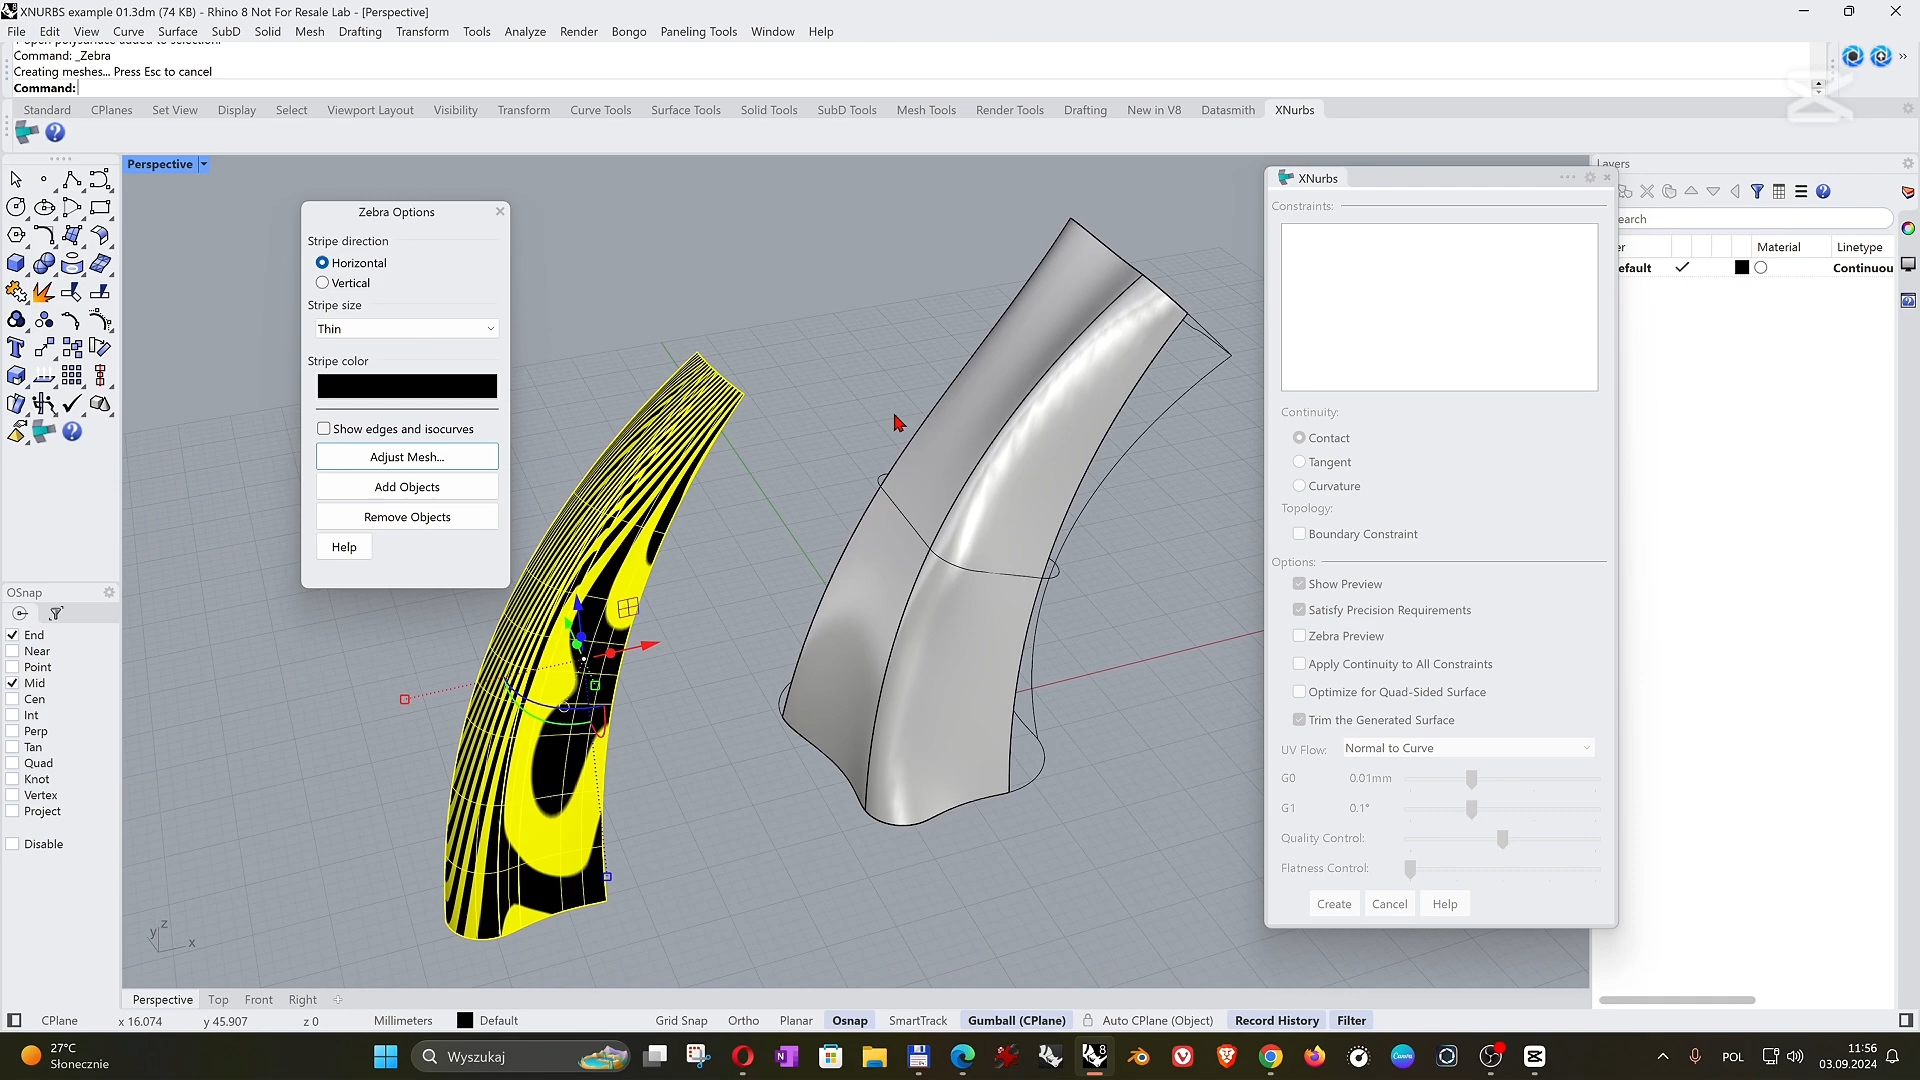 XNURBS example 01.3dm (74 KB) - Rhino 8 Not For Resale Lab - [Perspective]
File Edit View Curve Surface SubD Solid Mesh Drafting Transform Tools Analyze Render Bongo Paneling Tools Window Help
1 open polysurface added to selection.
Command: _Zebra
Creating meshes... Press Esc to cancel
Command:
Standard CPlanes Set View Display Select Viewport Layout Visibility Transform Curve Tools Surface Tools Solid Tools SubD Tools Mesh Tools Render Tools Drafting New in V8 Datasmith XNurbs
Perspective
Zebra Options
Stripe direction
Horizontal
Vertical
Stripe size
Thin
Stripe color
Show edges and isocurves
Adjust Mesh...
Add Objects
Remove Objects
Help
XNurbs
Constraints:
Continuity:
Contact
Tangent
Curvature
Topology:
Boundary Constraint
Options:
Show Preview
Satisfy Precision Requirements
Zebra Preview
Apply Continuity to All Constraints
Optimize for Quad-Sided Surface
Trim the Generated Surface
UV Flow: Normal to Curve
G0 0.01mm
G1 0.1°
Quality Control:
Flatness Control:
Create Cancel Help
Layers
earch
er Material Linetype
efault Continuou
OSnap
End
Near
Point
Mid
Cen
Int
Perp
Tan
Quad
Knot
Vertex
Project
Disable
z
y
x
Perspective Top Front Right
CPlane x 16.074 y 45.907 z 0 Millimeters Default Grid Snap Ortho Planar Osnap SmartTrack Gumball (CPlane) Auto CPlane (Object) Record History Filter
27°C
Słonecznie
Wyszukaj
POL
11:56
03.09.2024